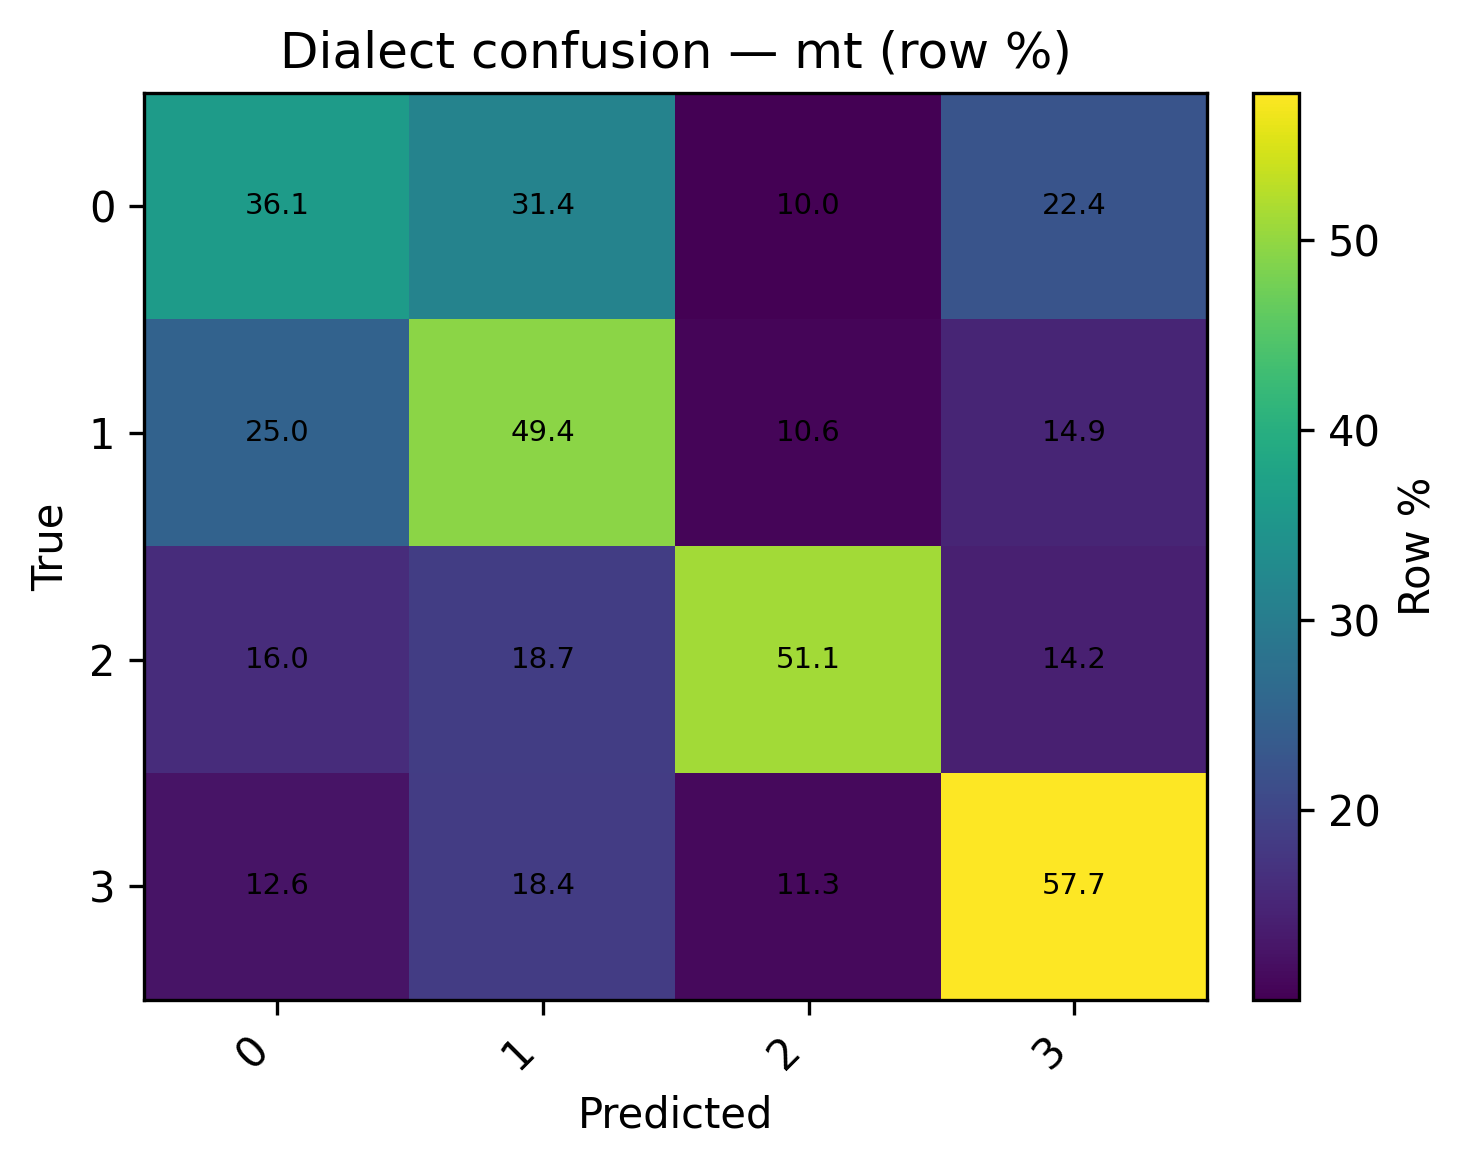 Dialect confusion — mt (row %)
0 36.1 31.4 10.0 22.4
1 25.0 49.4 10.6 14.9
2 16.0 18.7 51.1 14.2
3 12.6 18.4 11.3 57.7
0 1 2 3
True
Predicted
50
40
30
20
Row %